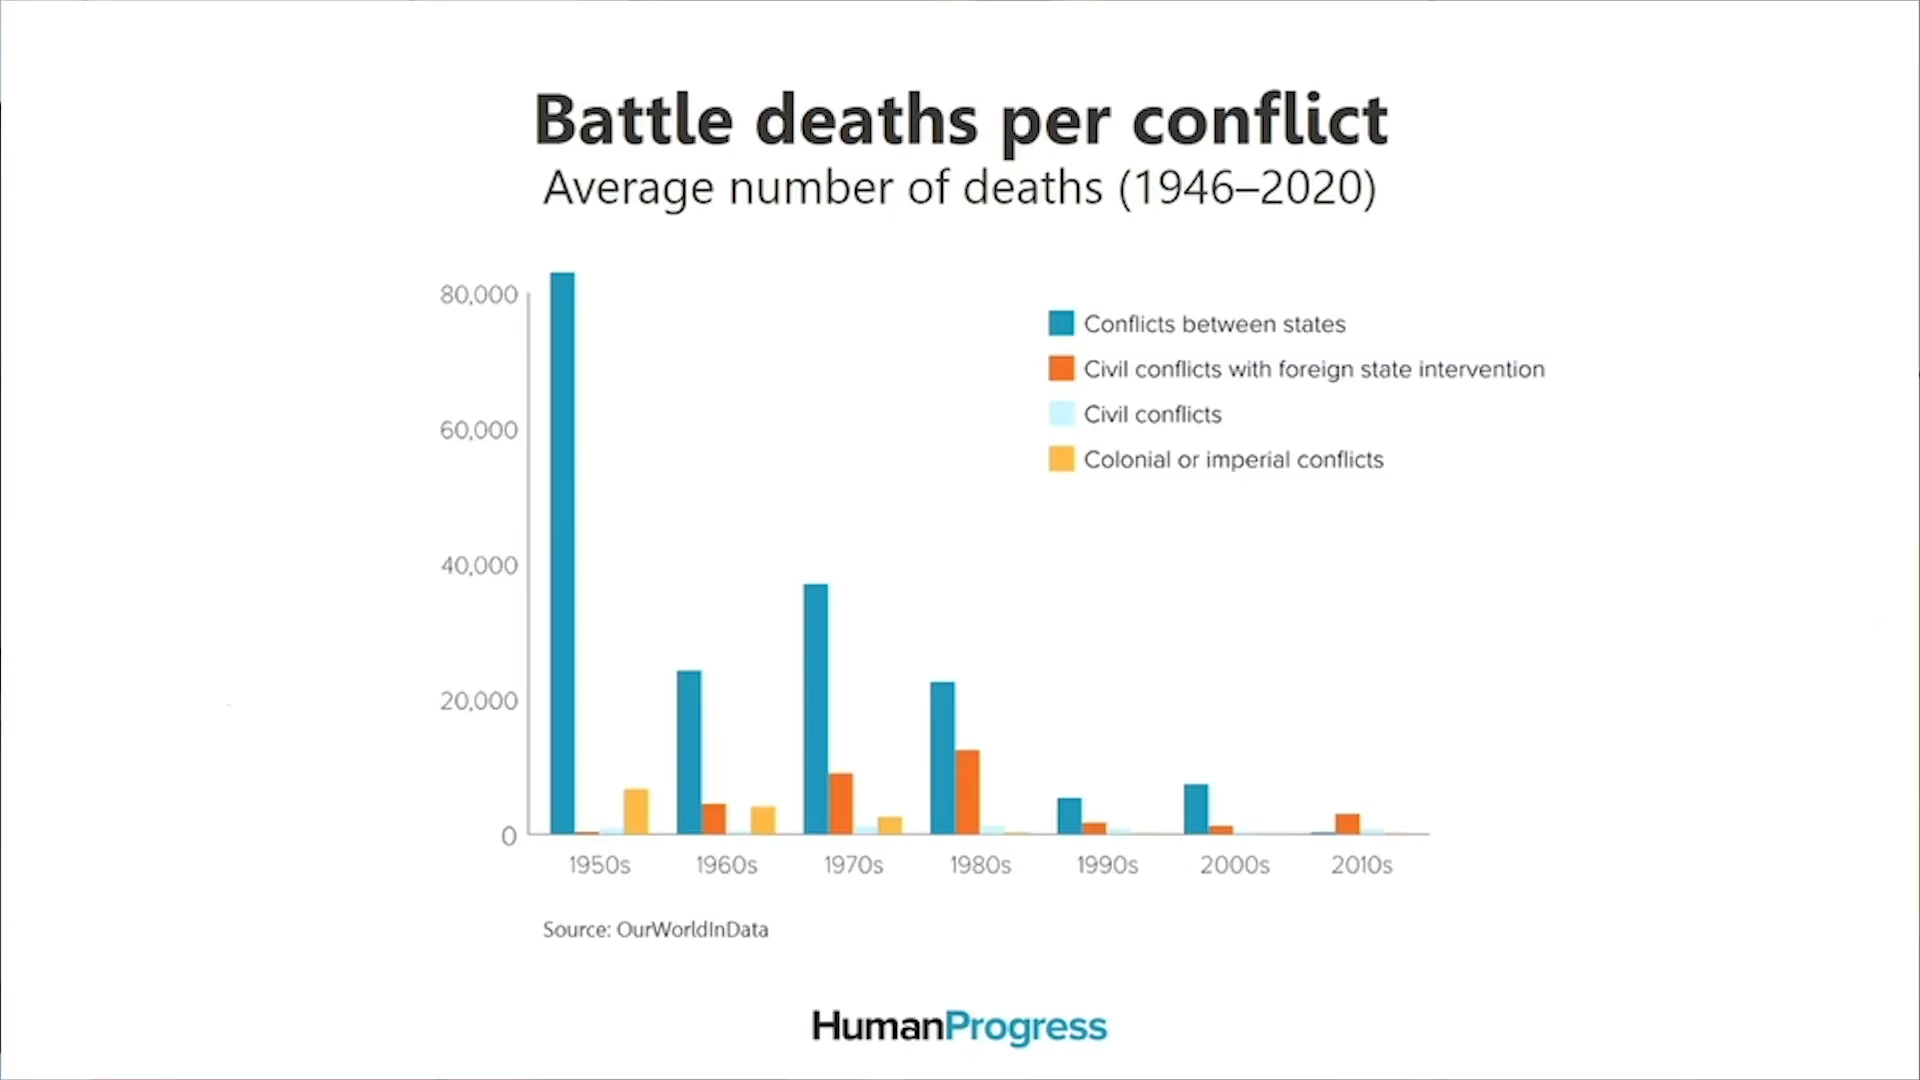 Battle deaths per conflict
Average number of deaths (1946–2020)
80,000
60,000
40,000
20,000
0
Conflicts between states
Civil conflicts with foreign state intervention
Civil conflicts
Colonial or imperial conflicts
1950s 1960s 1970s 1980s 1990s 2000s 2010s
Source: OurWorldInData
HumanProgress